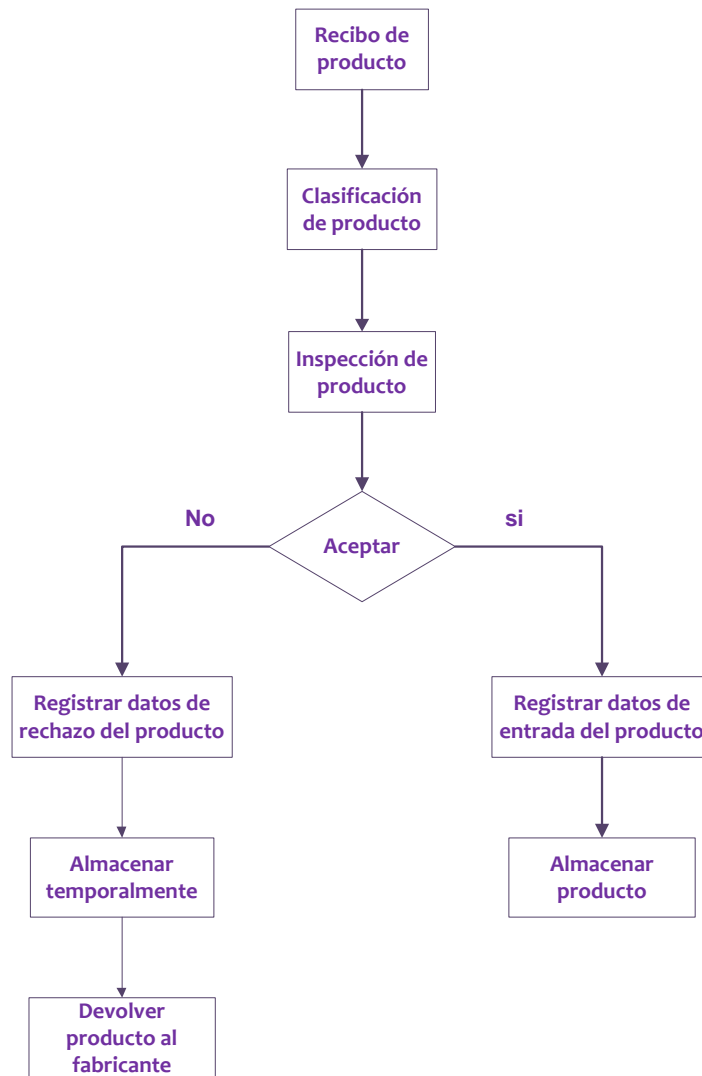 Recibo de
producto
Clasificación
de producto
Inspección de
producto
No
si
Aceptar
Registrar datos de
rechazo del producto
Registrar datos de
entrada del producto
Almacenar
temporalmente
Almacenar
producto
Devolver
producto al
fabricante